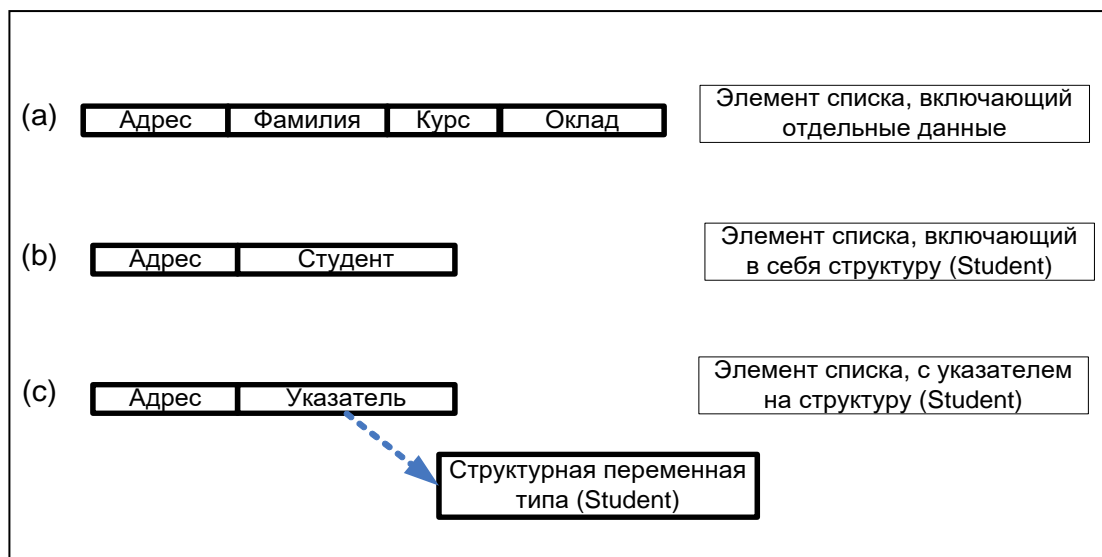 (a)
Адрес Фамилия Курс Оклад
Элемент списка, включающий
отдельные данные
(b)
Адрес Студент
Элемент списка, включающий
в себя структуру (Student)
(c)
Адрес Указатель
Элемент списка, с указателем
на структуру (Student)
Структурная переменная
типа (Student)